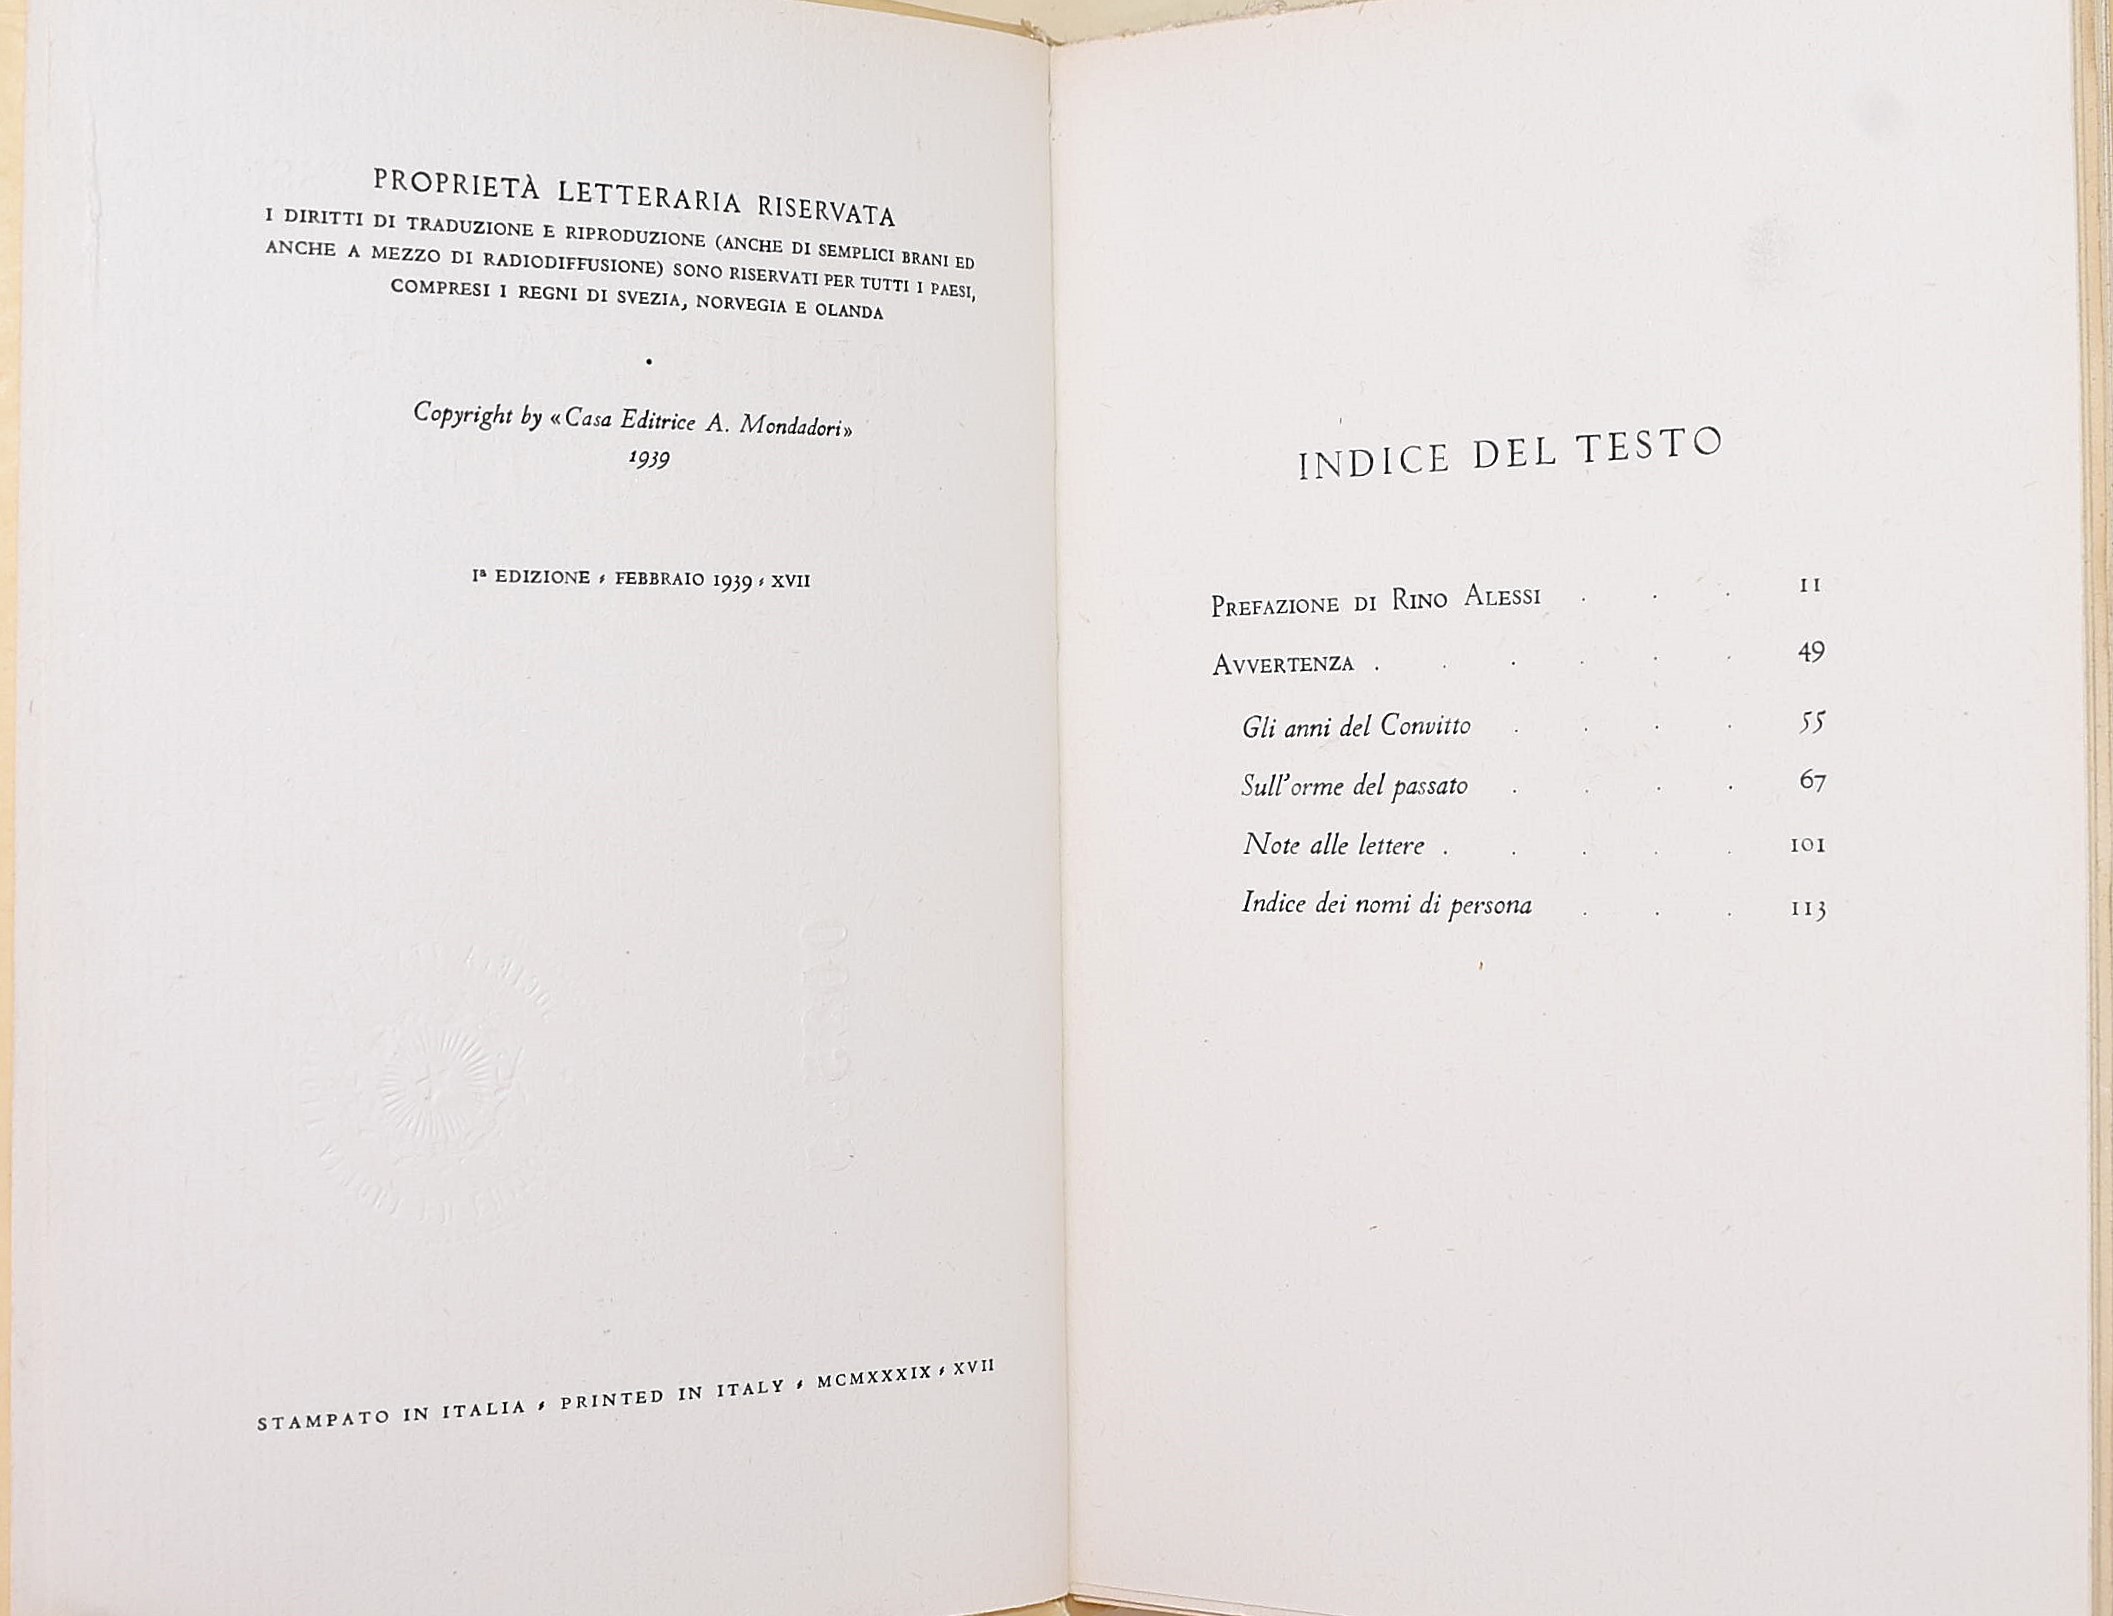 PROPRIETÀ LETTERARIA RISERVATA
I DIRITTI DI TRADUZIONE E RIPRODUZIONE (ANCHE DI SEMPLICI BRANI ED
ANCHE A MEZZO DI RADIODIFFUSIONE) SONO RISERVATI PER TUTTI I PAESI,
COMPRESI I REGNI DI SVEZIA, NORVEGIA E OLANDA
•
Copyright by «Casa Editrice A. Mondadori»
1939
Iª EDIZIONE - FEBBRAIO 1939 - XVII
STAMPATO IN ITALIA - PRINTED IN ITALY - MCMXXXIX - XVII
INDICE DEL TESTO
PREFAZIONE DI RINO ALESSI . . . 11
AVVERTENZA . . . . . . 49
Gli anni del Convitto . . . . 55
Sull'orme del passato . . . . 67
Note alle lettere . . . . . 101
Indice dei nomi di persona . . . 113